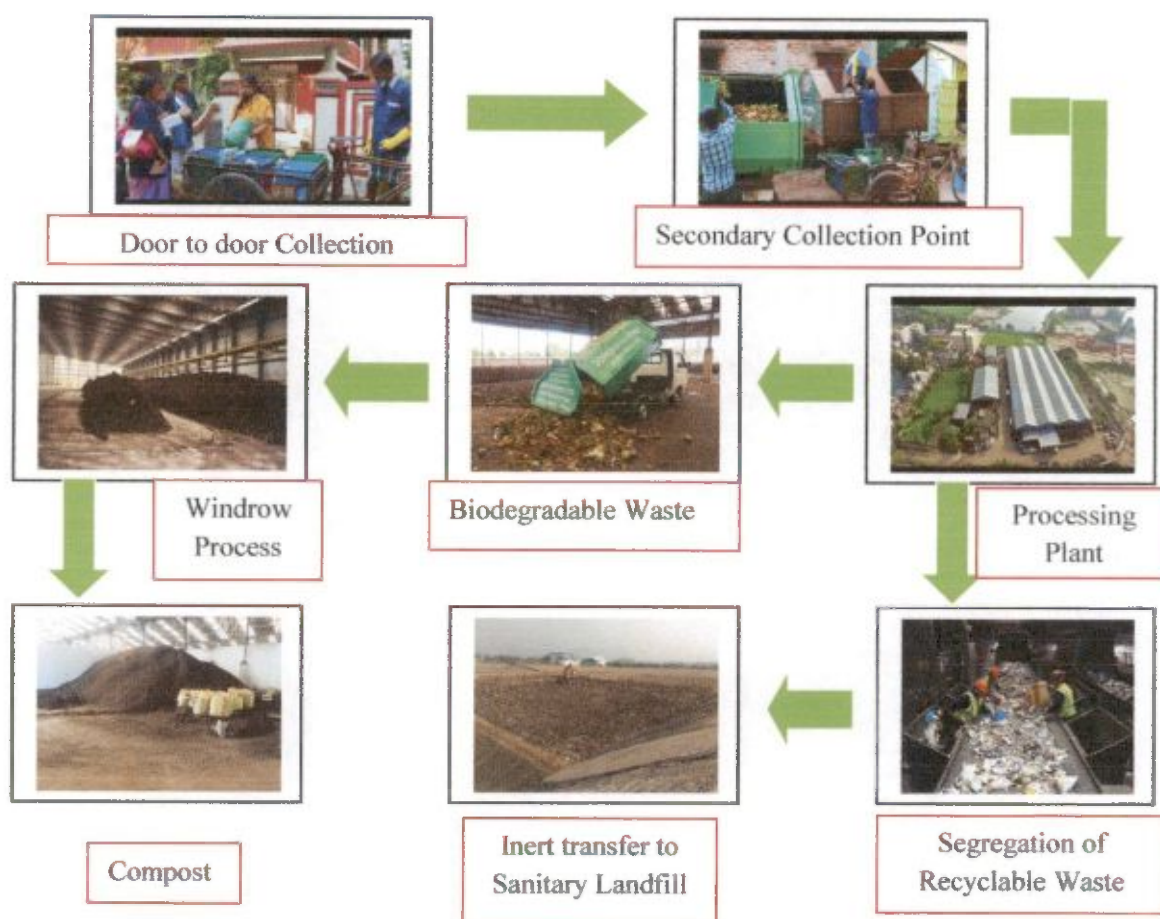 Door to door Collection
Secondary Collection Point
Windrow
Process
Biodegradable Waste
Processing
Plant
Compost
Inert transfer to
Sanitary Landfill
Segregation of
Recyclable Waste